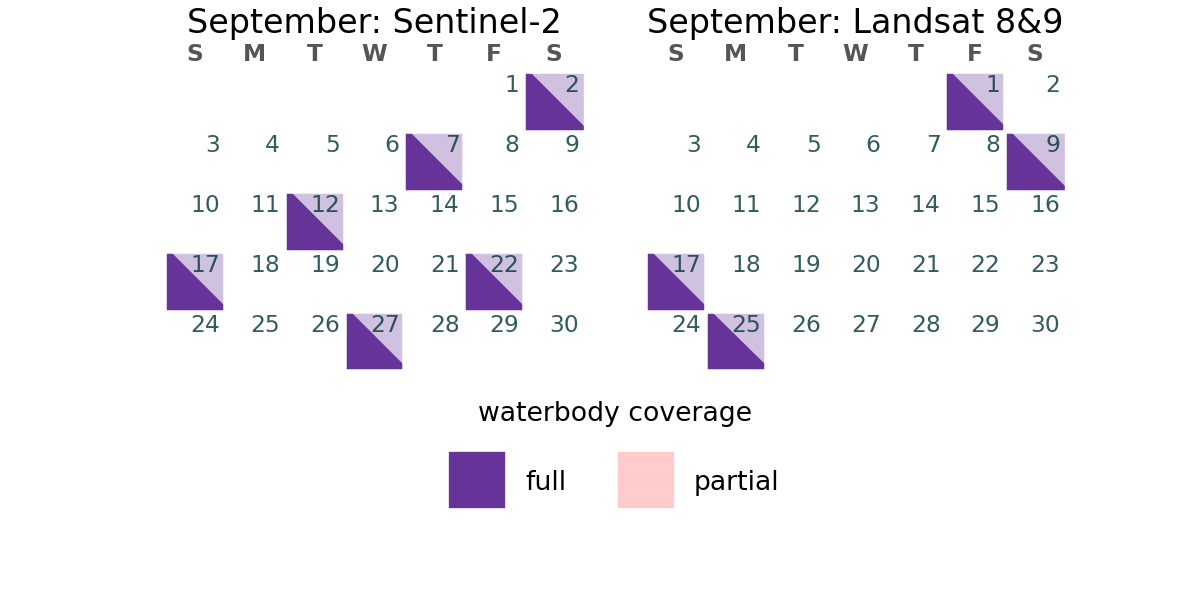 September: Sentinel-2
S M T W T F S
1 2
3 4 5 6 7 8 9
10 11 12 13 14 15 16
17 18 19 20 21 22 23
24 25 26 27 28 29 30
September: Landsat 8&9
S M T W T F S
1 2
3 4 5 6 7 8 9
10 11 12 13 14 15 16
17 18 19 20 21 22 23
24 25 26 27 28 29 30
waterbody coverage
full partial